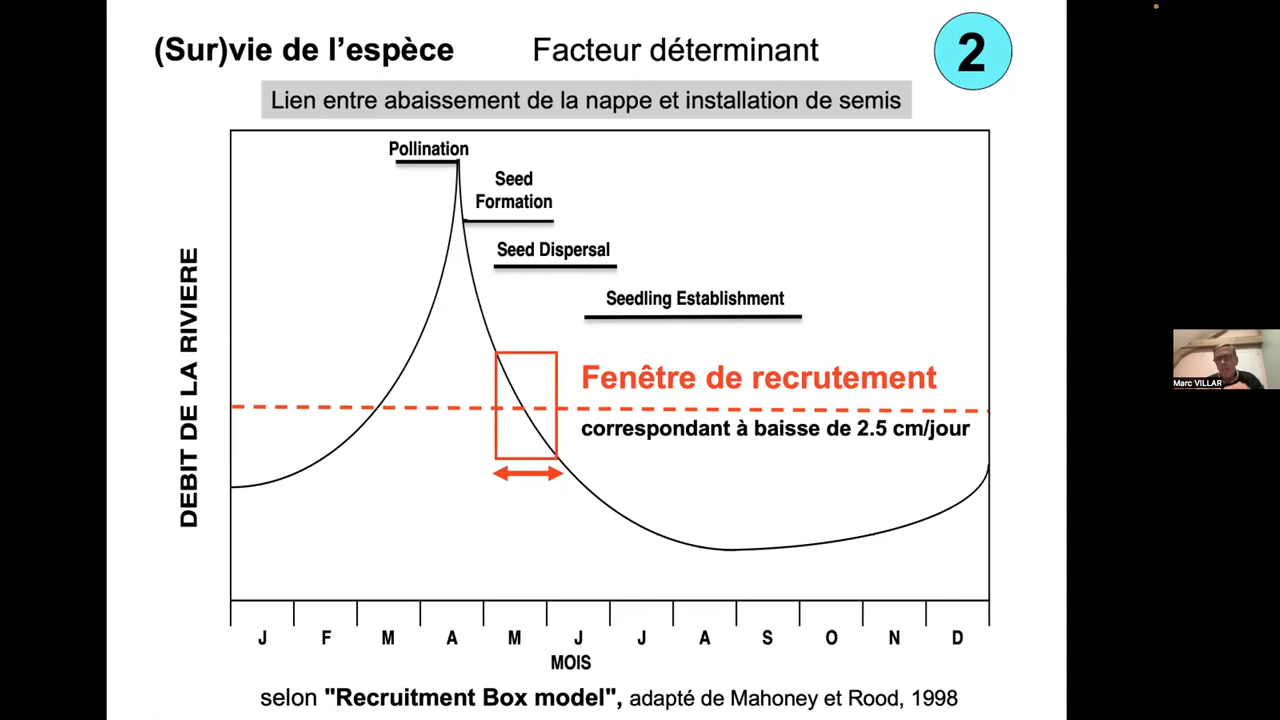 (Sur)vie de l'espèce Facteur déterminant
2
Lien entre abaissement de la nappe et installation de semis
Pollination
Seed
Formation
Seed Dispersal
Seedling Establishment
DEBIT DE LA RIVIERE
Fenêtre de recrutement
correspondant à baisse de 2.5 cm/jour
J F M A M J J A S O N D
MOIS
selon "Recruitment Box model", adapté de Mahoney et Rood, 1998
Marc VILLAR